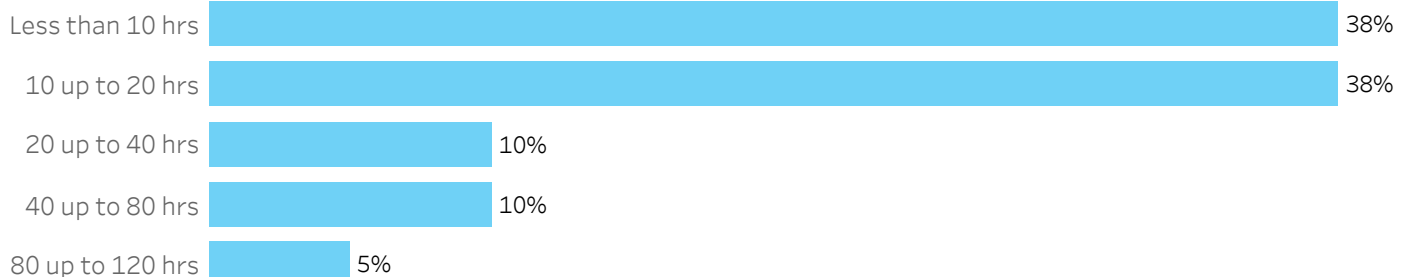 Less than 10 hrs 38%
10 up to 20 hrs 38%
20 up to 40 hrs 10%
40 up to 80 hrs 10%
80 up to 120 hrs 5%